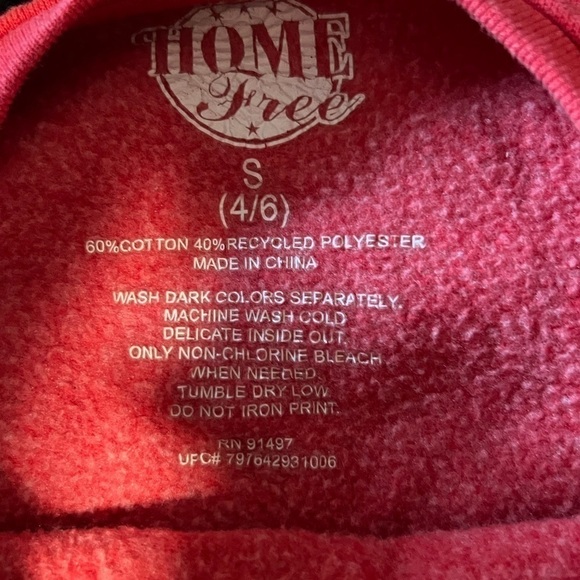 HOME
Free
S
(4/6)
60%COTTON 40%RECYCLED POLYESTER
MADE IN CHINA
WASH DARK COLORS SEPARATELY.
MACHINE WASH COLD
DELICATE INSIDE OUT.
ONLY NON-CHLORINE BLEACH
WHEN NEEDED.
TUMBLE DRY LOW.
DO NOT IRON PRINT.
RN 91497
UPC# 797642931006